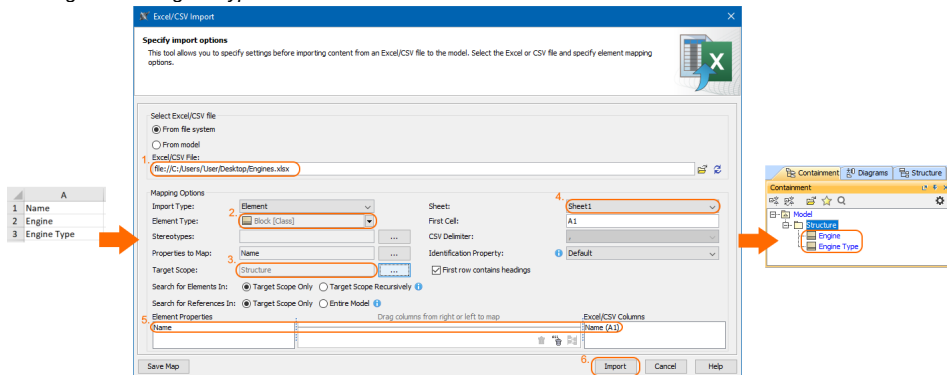 Excel/CSV Import
Specify import options
This tool allows you to specify settings before importing content from an Excel/CSV file to the model. Select the Excel or CSV file and specify element mapping
options.
Select Excel/CSV file
From file system
From model
Excel/CSV File:
1. file://C:/Users/User/Desktop/Engines.xlsx
Mapping Options
Import Type: Element Sheet: 4. Sheet1
Element Type: 2. Block [Class] First Cell: A1
Stereotypes: ... CSV Delimiter: ,
Properties to Map: Name ... Identification Property: Default
Target Scope: 3. Structure ... First row contains headings
Search for Elements In: Target Scope Only Target Scope Recursively
Search for References In: Target Scope Only Entire Model
Element Properties Drag columns from right or left to map Excel/CSV Columns
5. Name Name (A1)
6.
Save Map Import Cancel Help
A
1 Name
2 Engine
3 Engine Type
Containment Diagrams Structure
Containment
Model
Structure
Engine
Engine Type